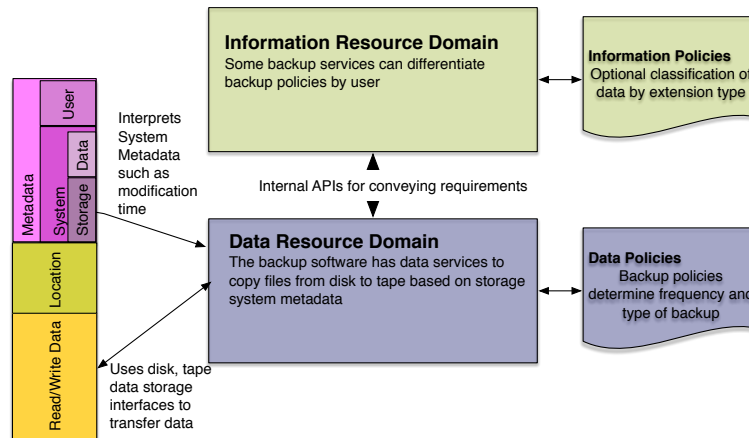 Information Resource Domain
Some backup services can differentiate
backup policies by user
Information Policies
Optional classification of
data by extension type
Metadata
User
System
Data
Storage
Location
Read/Write Data
Interprets
System
Metadata
such as
modification
time
Internal APIs for conveying requirements
Data Resource Domain
The backup software has data services to
copy files from disk to tape based on storage
system metadata
Data Policies
Backup policies
determine frequency and
type of backup
Uses disk, tape
data storage
interfaces to
transfer data